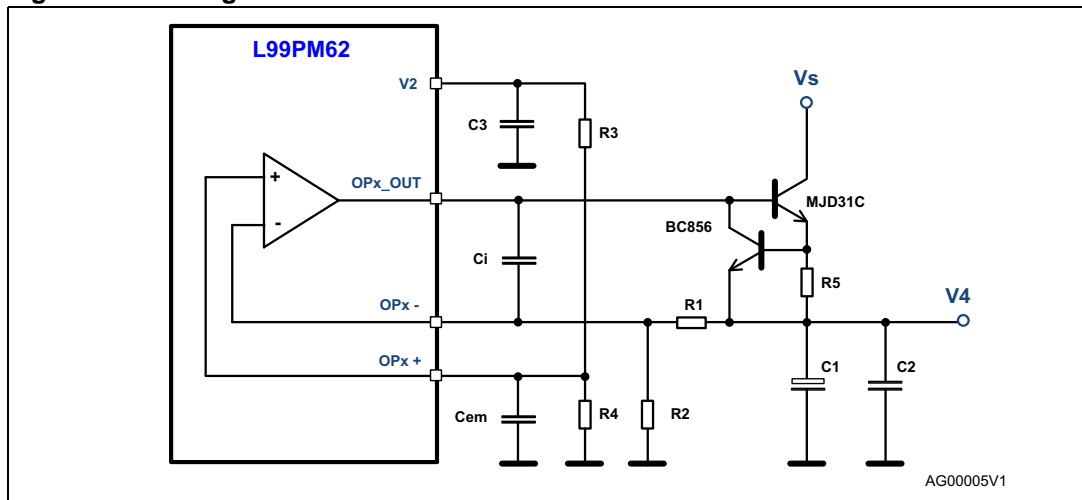 L99PM62
Vs
V2
C3
R3
OPx_OUT
MJD31C
+
-
BC856
Ci
R5
V4
R1
OPx -
OPx +
C1
C2
Cem
R4
R2
AG00005V1